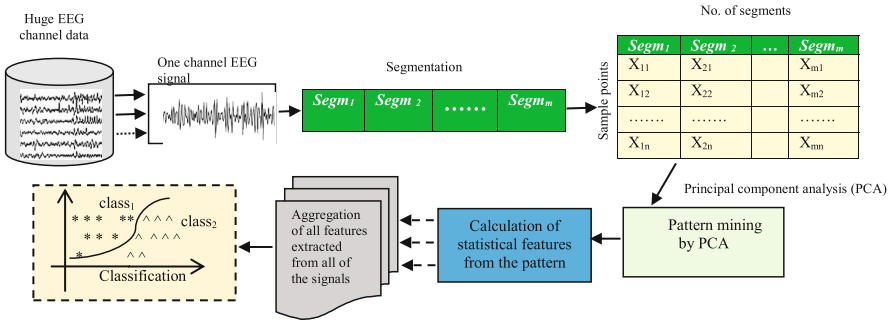 Huge EEG
channel data
One channel EEG
signal
Segmentation
Segm1 Segm 2 …… Segmm
No. of segments
Sample points
Segm1 Segm 2 … Segmm
X11 X21 Xm1
X12 X22 Xm2
……. ……. …….
X1n X2n Xmn
Principal component analysis (PCA)
Pattern mining
by PCA
Calculation of
statistical features
from the pattern
Aggregation
of all features
extracted
from all of
the signals
class1
class2
Classification